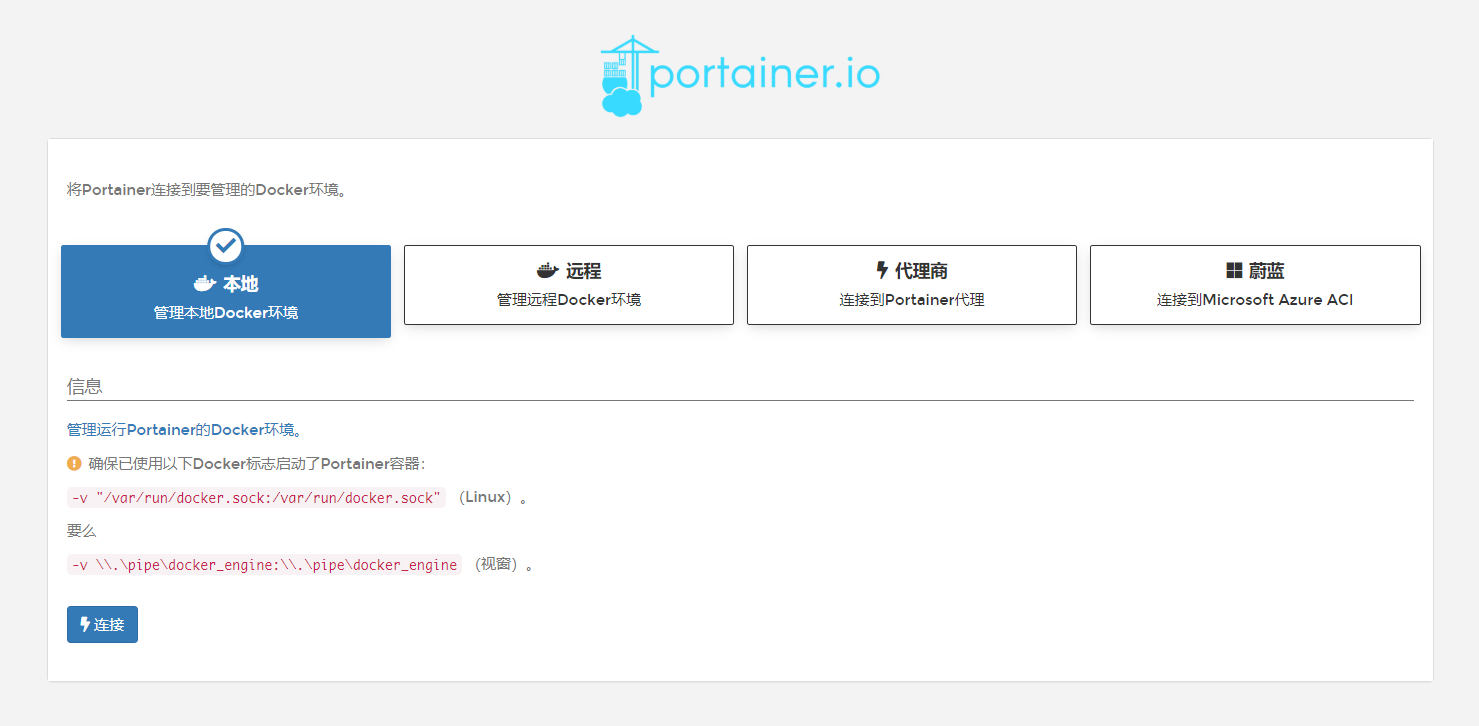 portainer.io
将Portainer连接到要管理的Docker环境。
本地
管理本地Docker环境
远程
管理远程Docker环境
代理商
连接到Portainer代理
蔚蓝
连接到Microsoft Azure ACI
信息
管理运行Portainer的Docker环境。
确保已使用以下Docker标志启动了Portainer容器：
-v "/var/run/docker.sock:/var/run/docker.sock" （Linux）。
要么
-v \\.\pipe\docker_engine:\\.\pipe\docker_engine （视窗）。
连接